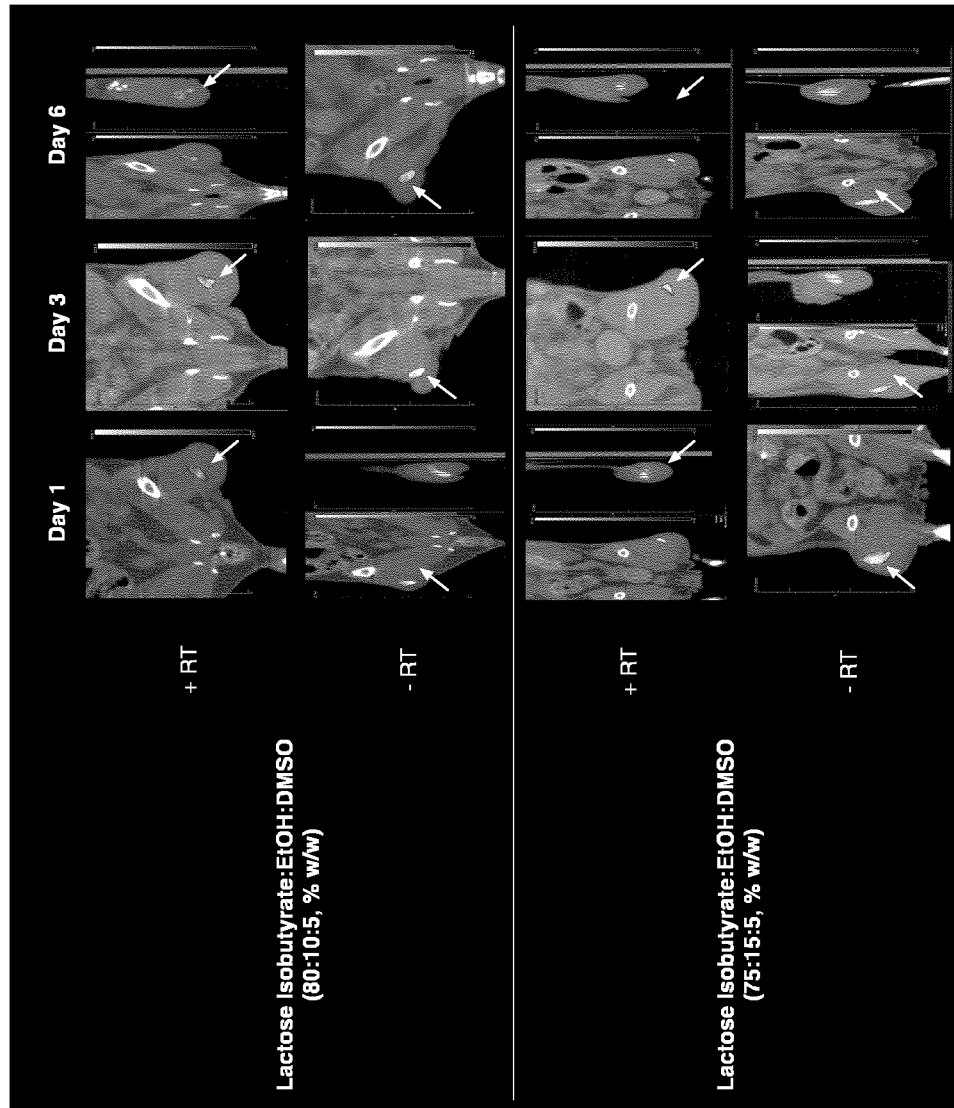 Day 1
Day 3
Day 6
Lactose Isobutyrate:EtOH:DMSO
(80:10:5, % w/w)
+ RT
- RT
Lactose Isobutyrate:EtOH:DMSO
(75:15:5, % w/w)
+ RT
- RT